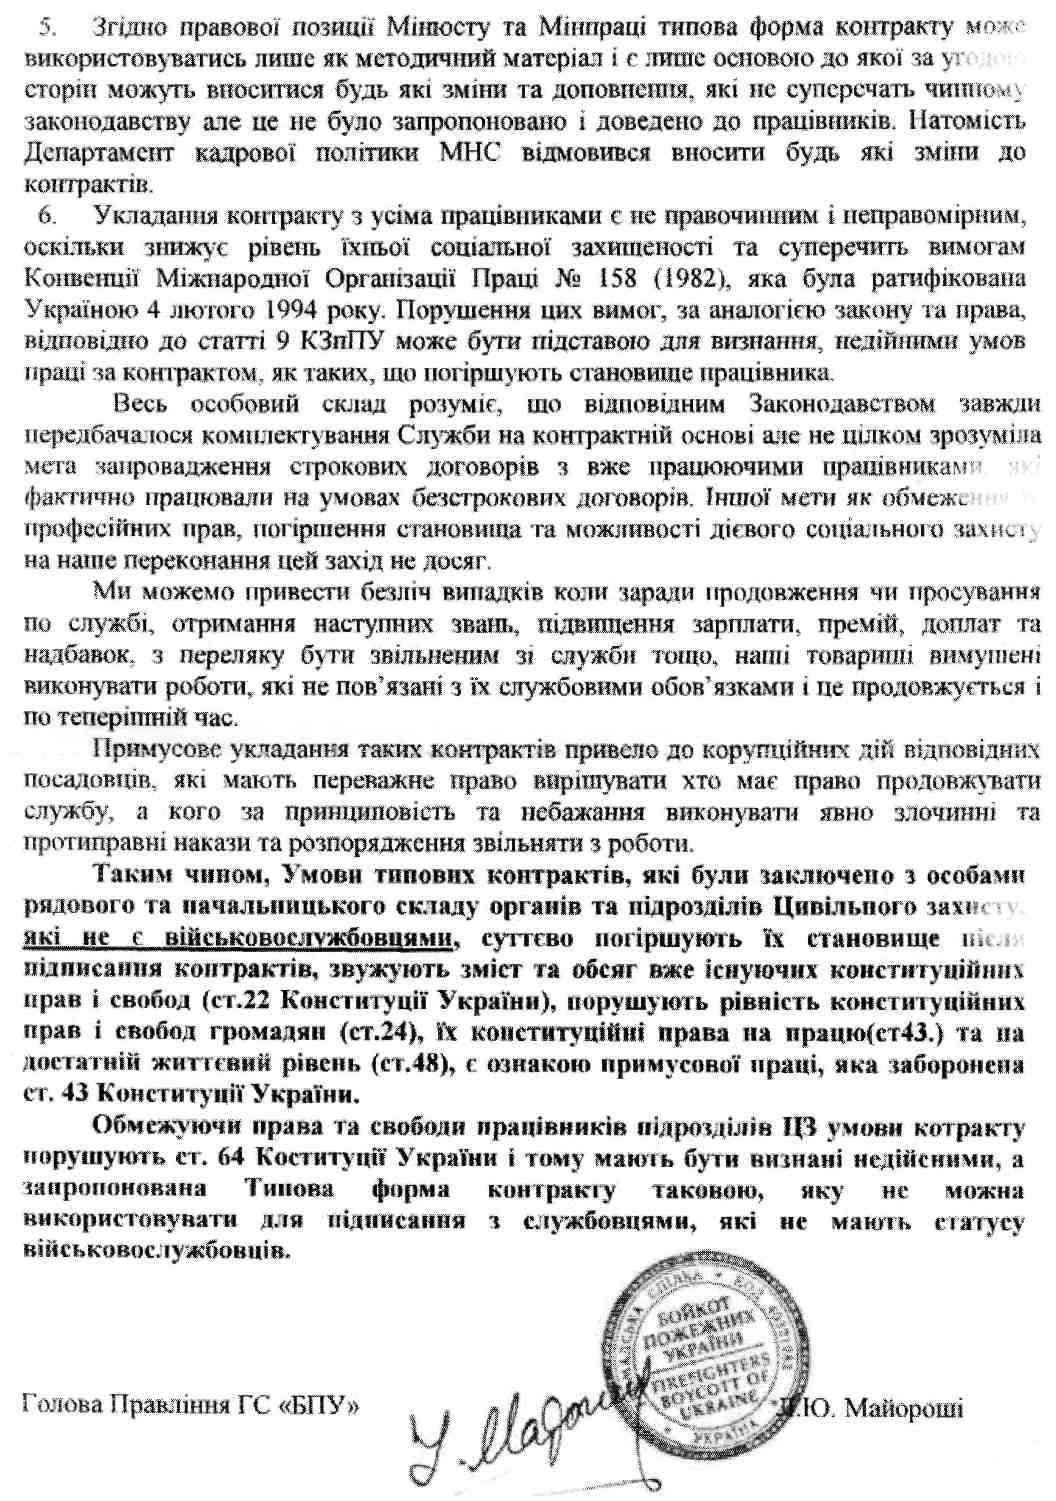 5. Згідно правової позиції Мінюсту та Мінпраці типова форма контракту може
використовуватись лише як методичний матеріал і є лише основою до якої за угодою
сторін можуть вноситися будь які зміни та доповнення, які не суперечать чинному
законодавству але це не було запропоновано і доведено до працівників. Натомість
Департамент кадрової політики МНС відмовився вносити будь які зміни до
контрактів.
6. Укладання контракту з усіма працівниками є не правочинним і неправомірним,
оскільки знижує рівень їхньої соціальної захищеності та суперечить вимогам
Конвенції Міжнародної Організації Праці № 158 (1982), яка була ратифікована
Україною 4 лютого 1994 року. Порушення цих вимог, за аналогією закону та права,
відповідно до статті 9 КЗпПУ може бути підставою для визнання, недійними умов
праці за контрактом, як таких, що погіршують становище працівника.
Весь особовий склад розуміє, що відповідним Законодавством завжди
передбачалося комплектування Служби на контрактній основі але не цілком зрозуміла
мета запровадження строкових договорів з вже працюючими працівниками, які
фактично працювали на умовах безстрокових договорів. Іншої мети як обмеження
професійних прав, погіршення становища та можливості дієвого соціального захисту
на наше переконання цей захід не досяг.
Ми можемо привести безліч випадків коли заради продовження чи просування
по службі, отримання наступних звань, підвищення зарплати, премій, доплат та
надбавок, з переляку бути звільненим зі служби тощо, наші товариші вимушені
виконувати роботи, які не пов’язані з їх службовими обов’язками і це продовжується і
по теперішній час.
Примусове укладання таких контрактів привело до корупційних дій відповідних
посадовців, які мають переважне право вирішувати хто має право продовжувати
службу, а кого за принциповість та небажання виконувати явно злочинні та
протиправні накази та розпорядження звільняти з роботи.
Таким чином, Умови типових контрактів, які були заключено з особами
рядового та начальницького складу органів та підрозділів Цивільного захисту,
які не є військовослужбовцями, суттєво погіршують їх становище після
підписання контрактів, звужують зміст та обсяг вже існуючих конституційних
прав і свобод (ст.22 Конституції України), порушують рівність конституційних
прав і свобод громадян (ст.24), їх конституційні права на працю(ст43.) та на
достатній життєвий рівень (ст.48), є ознакою примусової праці, яка заборонена
ст. 43 Конституції України.
Обмежуючи права та свободи працівників підрозділів ЦЗ умови котракту
порушують ст. 64 Коституції України і тому мають бути визнані недійсними, а
запропонована Типова форма контракту таковою, яку не можна
використовувати для підписання з службовцями, які не мають статусу
військовослужбовців.
СПІЛКА * КОД
БОЙКОТ
ПОЖЕЖНИХ
УКРАЇНИ
FIREFIGHTERS
BOYCOTT OF
UKRAINE
* УКРАЇНА *
Голова Правління ГС «БПУ»
Ю. Майороші